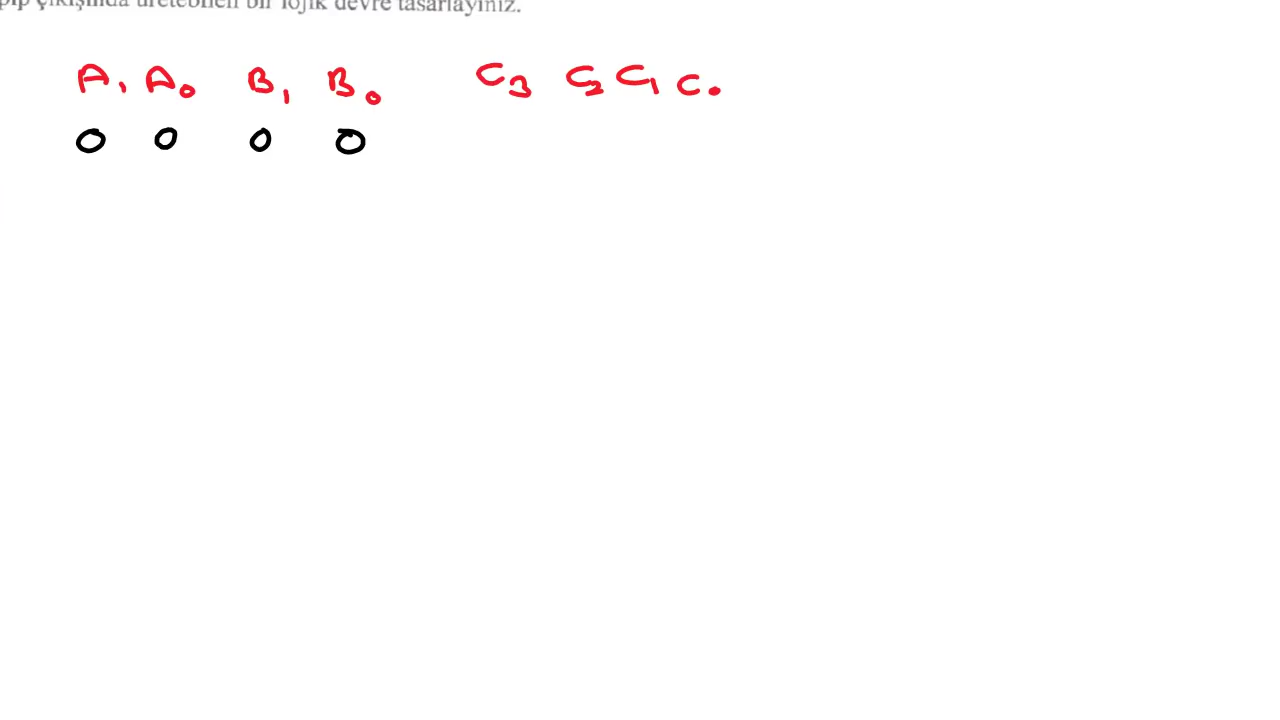 çıkışında üretebilen bir lojik devre tasarlayınız.
A₁ A₀ B₁ B₀ C₃ C₂ C₁ C₀
0 0 0 0